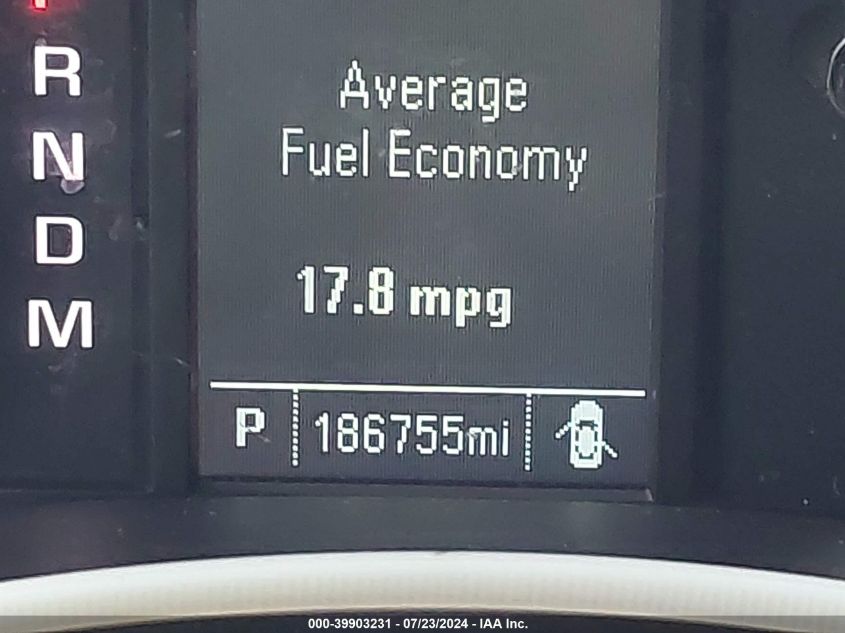 P
R
N
D
M
Average
Fuel Economy
17.8 mpg
P 186755mi
000-39903231 - 07/23/2024 - IAA Inc.